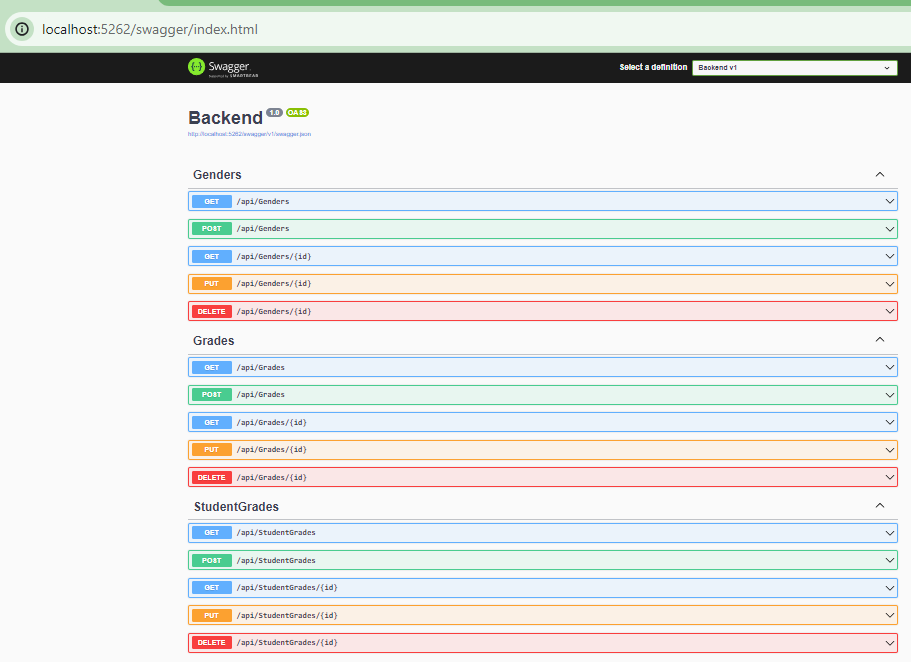 localhost:5262/swagger/index.html
Swagger.
Supported by SMARTBEAR
Select a definition
Backend v1
Backend 1.0 OAS3
http://localhost:5262/swagger/v1/swagger.json
Genders
GET /api/Genders
POST /api/Genders
GET /api/Genders/{id}
PUT /api/Genders/{id}
DELETE /api/Genders/{id}
Grades
GET /api/Grades
POST /api/Grades
GET /api/Grades/{id}
PUT /api/Grades/{id}
DELETE /api/Grades/{id}
StudentGrades
GET /api/StudentGrades
POST /api/StudentGrades
GET /api/StudentGrades/{id}
PUT /api/StudentGrades/{id}
DELETE /api/StudentGrades/{id}